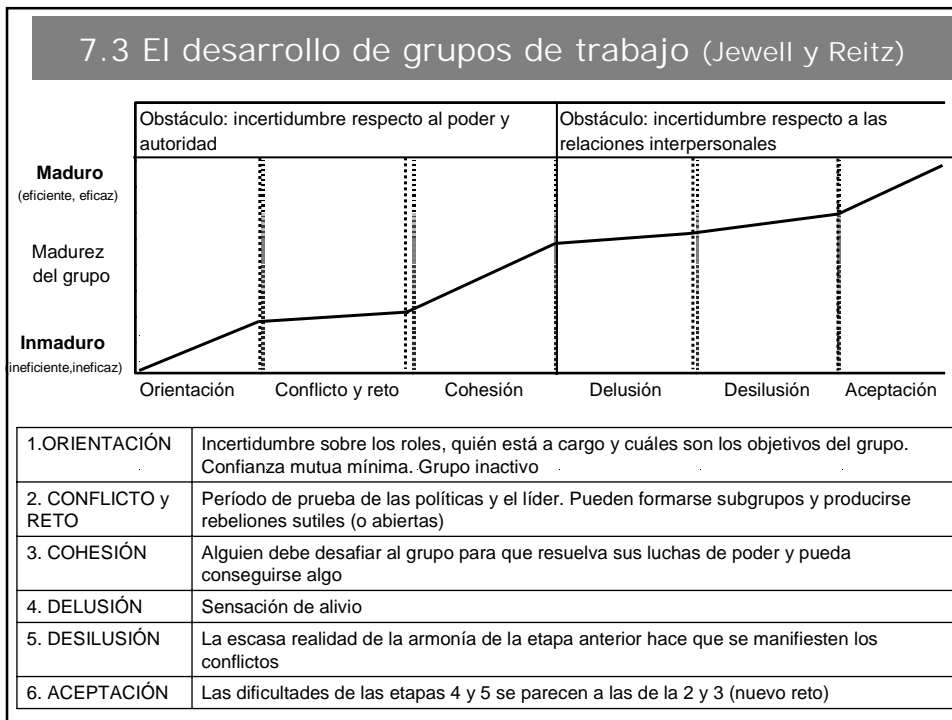 7.3 El desarrollo de grupos de trabajo (Jewell y Reitz)
Obstáculo: incertidumbre respecto al poder y
autoridad
Obstáculo: incertidumbre respecto a las
relaciones interpersonales
Maduro
(eficiente, eficaz)
Madurez
del grupo
Inmaduro
(ineficiente,ineficaz)
Orientación Conflicto y reto Cohesión Delusión Desilusión Aceptación
1.ORIENTACIÓN
Incertidumbre sobre los roles, quién está a cargo y cuáles son los objetivos del grupo.
Confianza mutua mínima. Grupo inactivo
2. CONFLICTO y
RETO
Período de prueba de las políticas y el líder. Pueden formarse subgrupos y producirse
rebeliones sutiles (o abiertas)
3. COHESIÓN
Alguien debe desafiar al grupo para que resuelva sus luchas de poder y pueda
conseguirse algo
4. DELUSIÓN
Sensación de alivio
5. DESILUSIÓN
La escasa realidad de la armonía de la etapa anterior hace que se manifiesten los
conflictos
6. ACEPTACIÓN
Las dificultades de las etapas 4 y 5 se parecen a las de la 2 y 3 (nuevo reto)